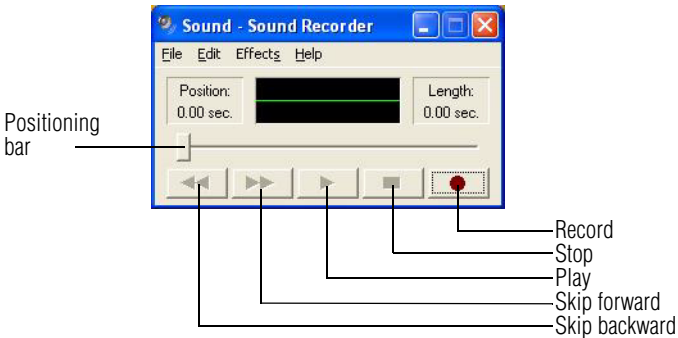 Sound - Sound Recorder
File Edit Effects Help
Position:
0.00 sec.
Length:
0.00 sec.
Positioning
bar
Record
Stop
Play
Skip forward
Skip backward